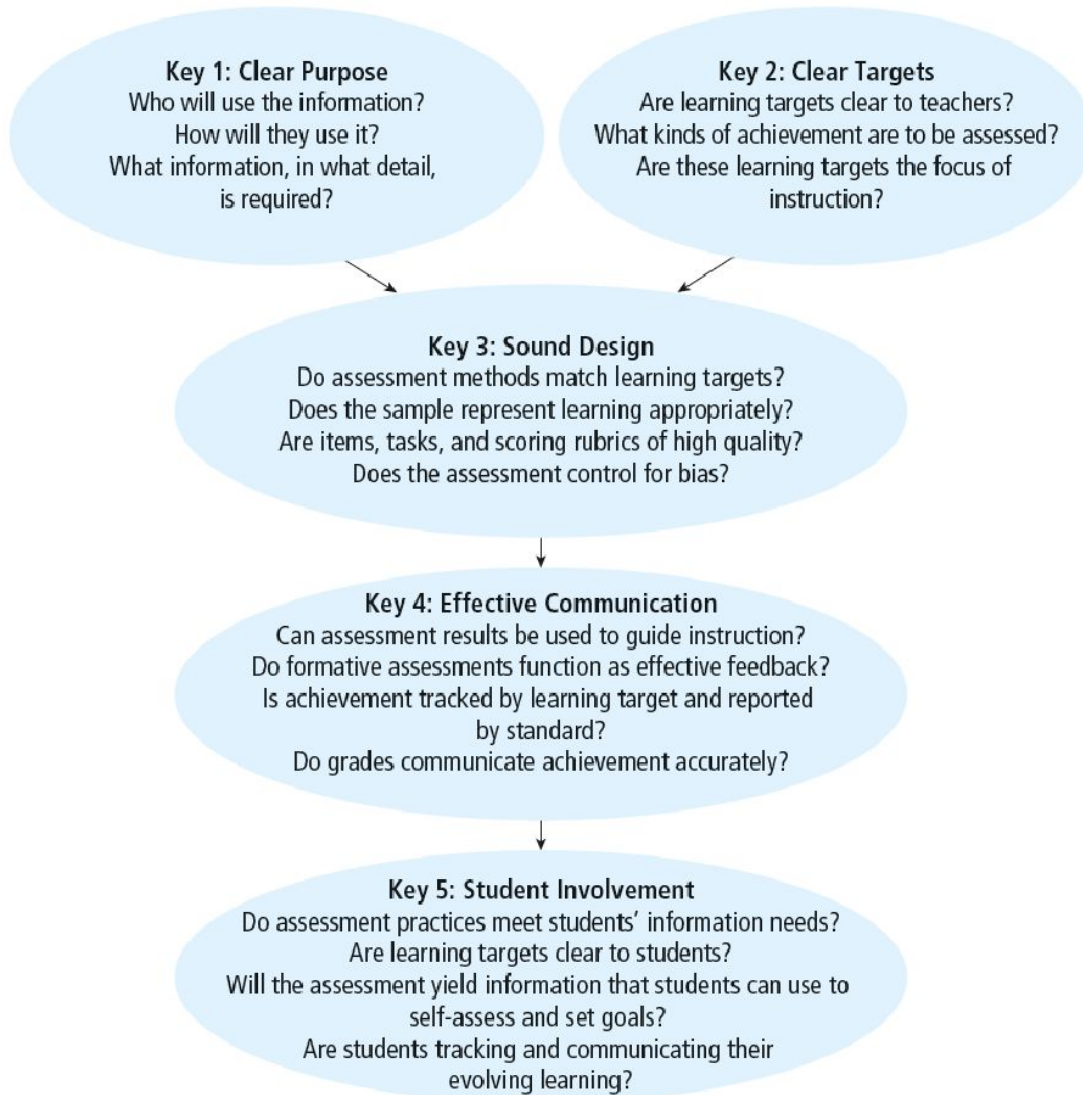 Key 1: Clear Purpose
Who will use the information?
How will they use it?
What information, in what detail,
is required?
Key 2: Clear Targets
Are learning targets clear to teachers?
What kinds of achievement are to be assessed?
Are these learning targets the focus of
instruction?
Key 3: Sound Design
Do assessment methods match learning targets?
Does the sample represent learning appropriately?
Are items, tasks, and scoring rubrics of high quality?
Does the assessment control for bias?
Key 4: Effective Communication
Can assessment results be used to guide instruction?
Do formative assessments function as effective feedback?
Is achievement tracked by learning target and reported
by standard?
Do grades communicate achievement accurately?
Key 5: Student Involvement
Do assessment practices meet students’ information needs?
Are learning targets clear to students?
Will the assessment yield information that students can use to
self-assess and set goals?
Are students tracking and communicating their
evolving learning?